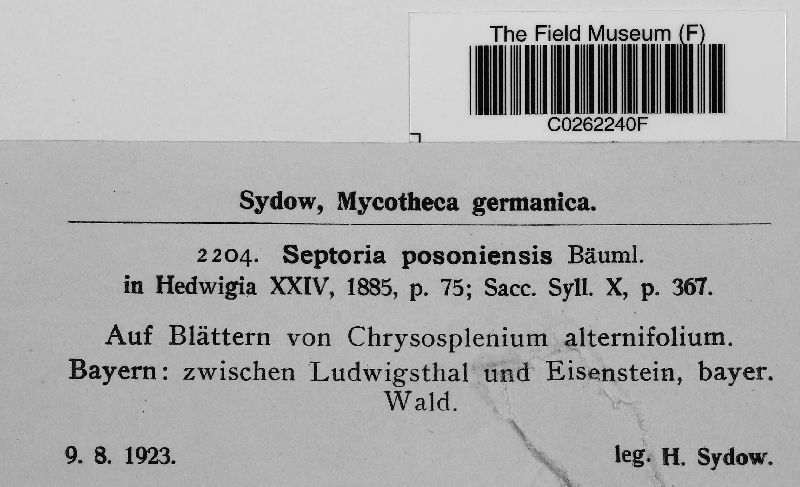 The Field Museum (F)
C0262240F
Sydow, Mycotheca germanica.
2204. Septoria posoniensis Bäuml.
in Hedwigia XXIV, 1885, p. 75; Sacc. Syll. X, p. 367.
Auf Blättern von Chrysosplenium alternifolium.
Bayern: zwischen Ludwigsthal und Eisenstein, bayer.
Wald.
9. 8. 1923. leg. H. Sydow.